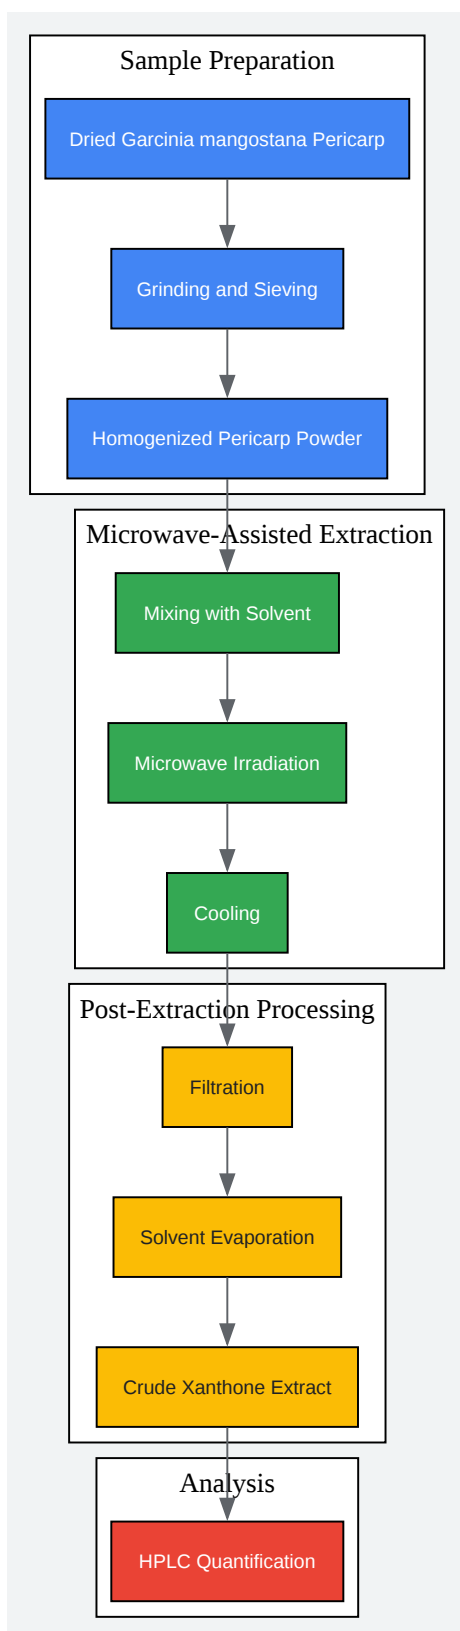 Sample Preparation
Dried Garcinia mangostana Pericarp
Grinding and Sieving
Homogenized Pericarp Powder
Microwave-Assisted Extraction
Mixing with Solvent
Microwave Irradiation
Cooling
Post-Extraction Processing
Filtration
Solvent Evaporation
Crude Xanthone Extract
Analysis
HPLC Quantification